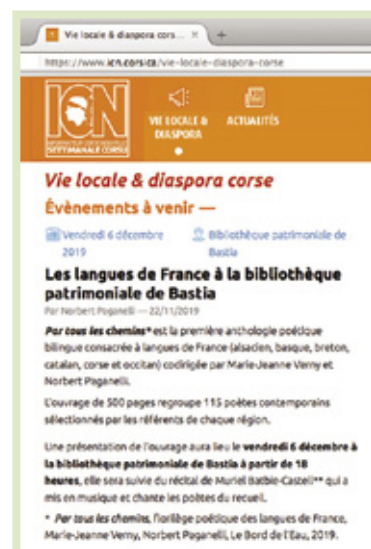 Vie locale & diaspora cors...
https://www.icn.corsica/vie-locale-diaspora-corse
ICN
VIE LOCALE &
DIASPORA
ACTUALITÉS
SETTIMANALE CORSU
Vie locale & diaspora corse
Évènements à venir —
Vendredi 6 décembre
2019
Bibliothèque patrimoniale de
Bastia
Les langues de France à la bibliothèque
patrimoniale de Bastia
Par Norbert Paganelli — 22/11/2019
Par tous les chemins* est la première anthologie poétique
bilingue consacrée à langues de France (alsacien, basque, breton,
catalan, corse et occitan) codirigée par Marie-Jeanne Verny et
Norbert Paganelli.
L'ouvrage de 500 pages regroupe 115 poètes contemporains
sélectionnés par les référents de chaque région.
Une présentation de l'ouvrage aura lieu le vendredi 6 décembre à
la bibliothèque patrimoniale de Bastia à partir de 18
heures, elle sera suivie du récital de Muriel Batbie-Castell** qui a
mis en musique et chante les poètes du recueil.
* Par tous les chemins, florilège poétique des langues de France,
Marie-Jeanne Verny, Norbert Paganelli, Le Bord de l'Eau, 2019.